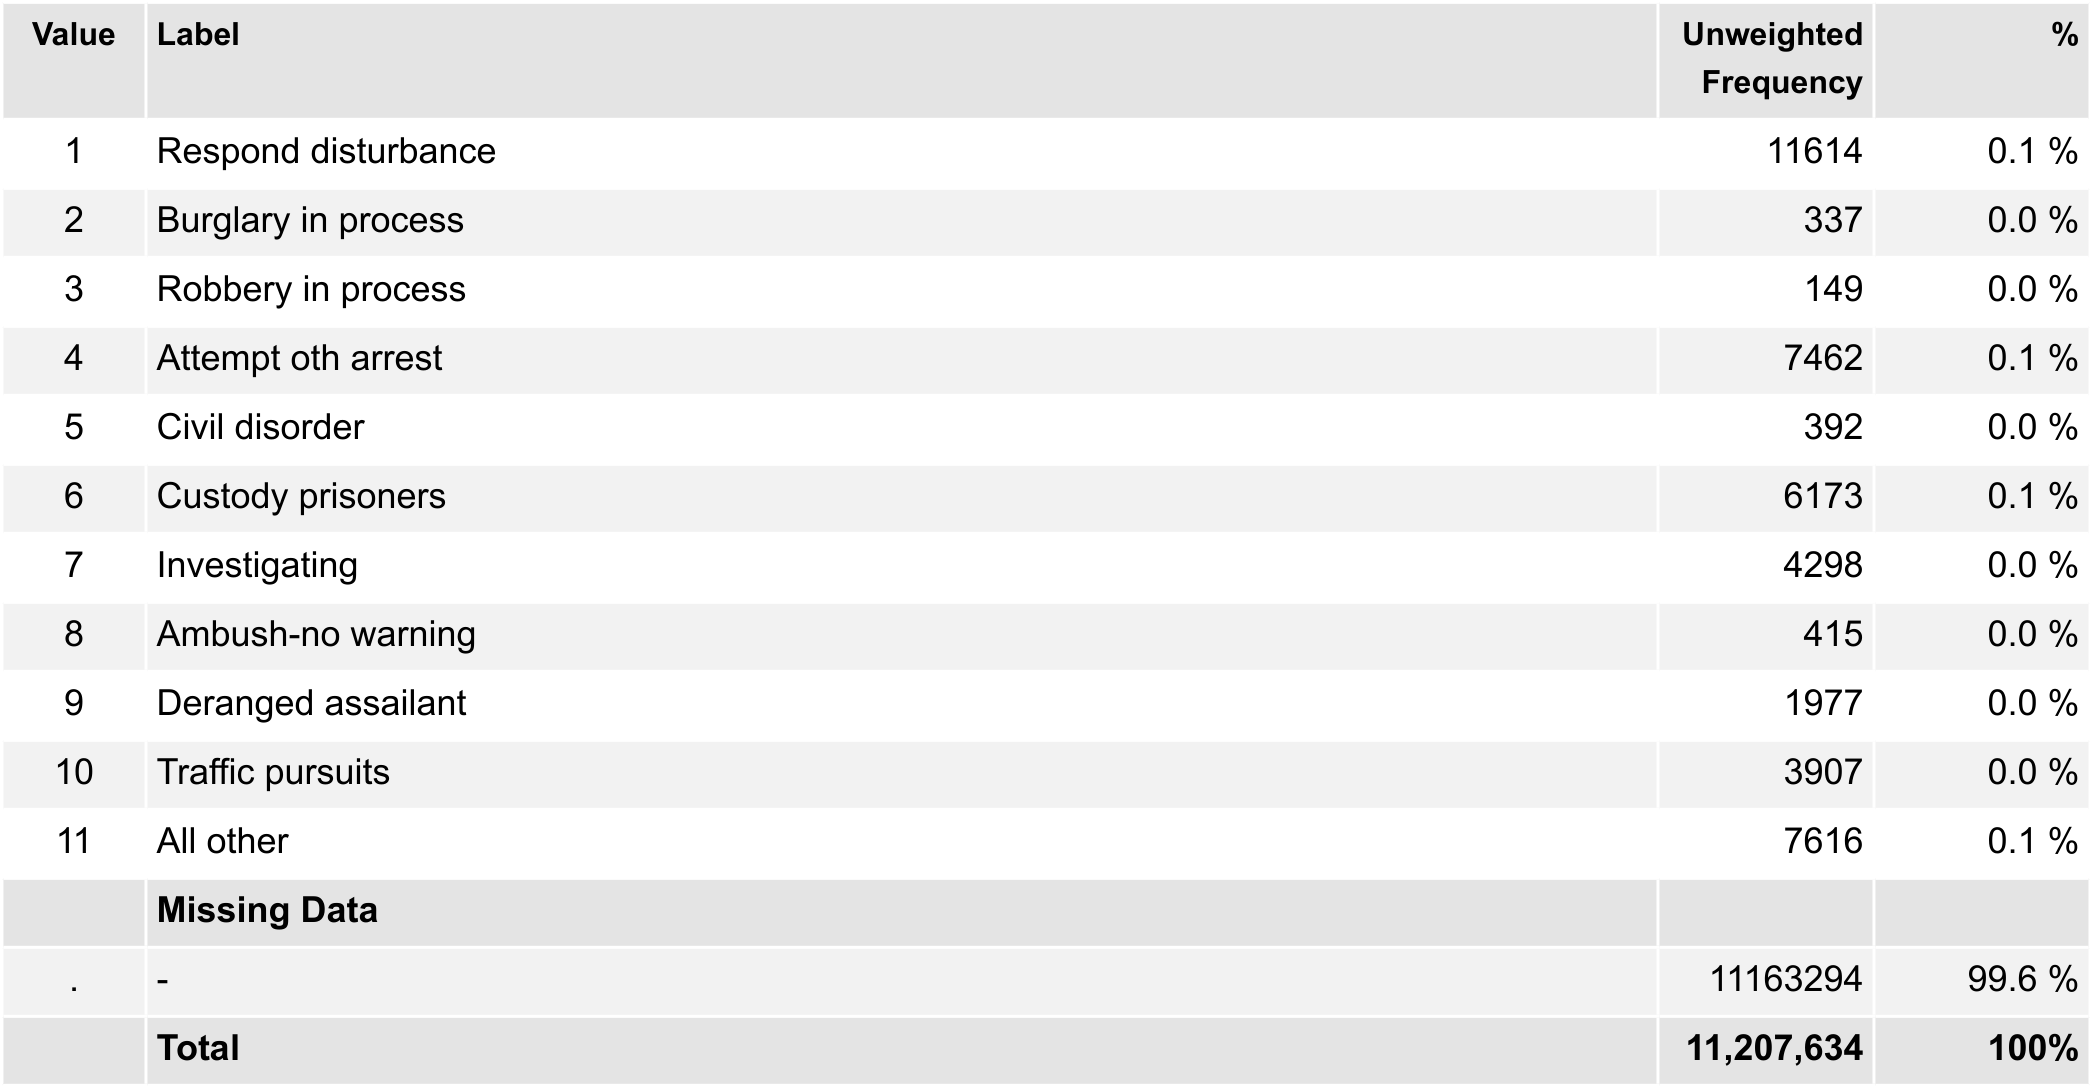 Value Label Unweighted Frequency %
1 Respond disturbance 11614 0.1 %
2 Burglary in process 337 0.0 %
3 Robbery in process 149 0.0 %
4 Attempt oth arrest 7462 0.1 %
5 Civil disorder 392 0.0 %
6 Custody prisoners 6173 0.1 %
7 Investigating 4298 0.0 %
8 Ambush-no warning 415 0.0 %
9 Deranged assailant 1977 0.0 %
10 Traffic pursuits 3907 0.0 %
11 All other 7616 0.1 %
Missing Data
. - 11163294 99.6 %
Total 11,207,634 100%